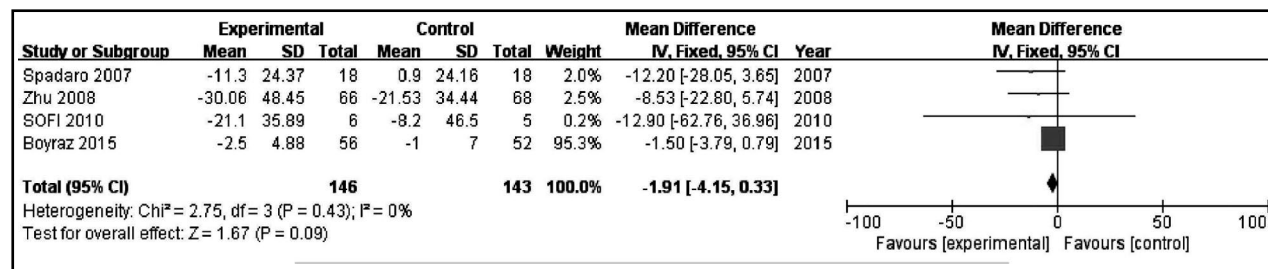 Experimental Control Mean Difference Mean Difference
Study or Subgroup Mean SD Total Mean SD Total Weight IV, Fixed, 95% CI Year IV, Fixed, 95% CI
Spadaro 2007 -11.3 24.37 18 0.9 24.16 18 2.0% -12.20 [-28.05, 3.65] 2007
Zhu 2008 -30.06 48.45 66 -21.53 34.44 68 2.5% -8.53 [-22.80, 5.74] 2008
SOFI 2010 -21.1 35.89 6 -8.2 46.5 5 0.2% -12.90 [-62.76, 36.96] 2010
Boyraz 2015 -2.5 4.88 56 -1 7 52 95.3% -1.50 [-3.79, 0.79] 2015
Total (95% CI) 146 143 100.0% -1.91 [-4.15, 0.33]
Heterogeneity: Chi² = 2.75, df = 3 (P = 0.43); I² = 0%
Test for overall effect: Z = 1.67 (P = 0.09)
-100 -50 0 50 100
Favours [experimental] Favours [control]